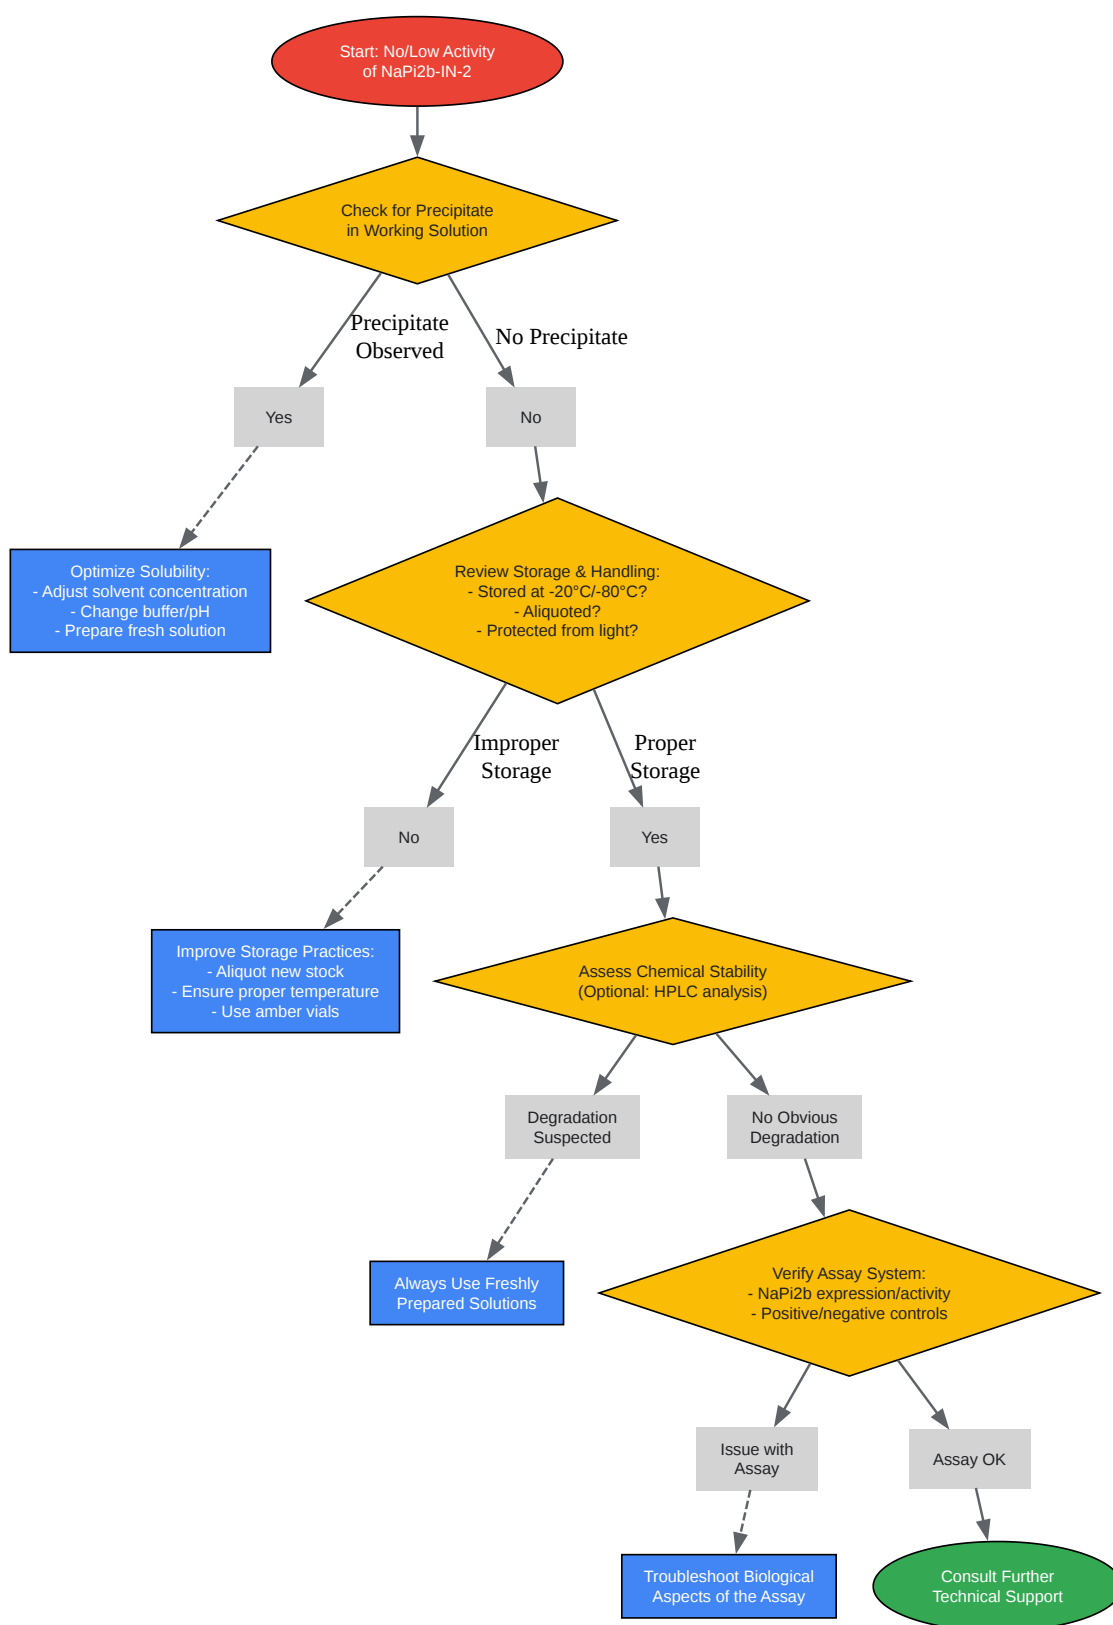 Start: No/Low Activity
of NaPi2b-IN-2
Check for Precipitate
in Working Solution
Precipitate
Observed
No Precipitate
Yes
No
Optimize Solubility:
- Adjust solvent concentration
- Change buffer/pH
- Prepare fresh solution
Review Storage & Handling:
- Stored at -20°C/-80°C?
- Aliquoted?
- Protected from light?
Improper
Storage
Proper
Storage
No
Yes
Improve Storage Practices:
- Aliquot new stock
- Ensure proper temperature
- Use amber vials
Assess Chemical Stability
(Optional: HPLC analysis)
Degradation
Suspected
No Obvious
Degradation
Always Use Freshly
Prepared Solutions
Verify Assay System:
- NaPi2b expression/activity
- Positive/negative controls
Issue with
Assay
Assay OK
Troubleshoot Biological
Aspects of the Assay
Consult Further
Technical Support